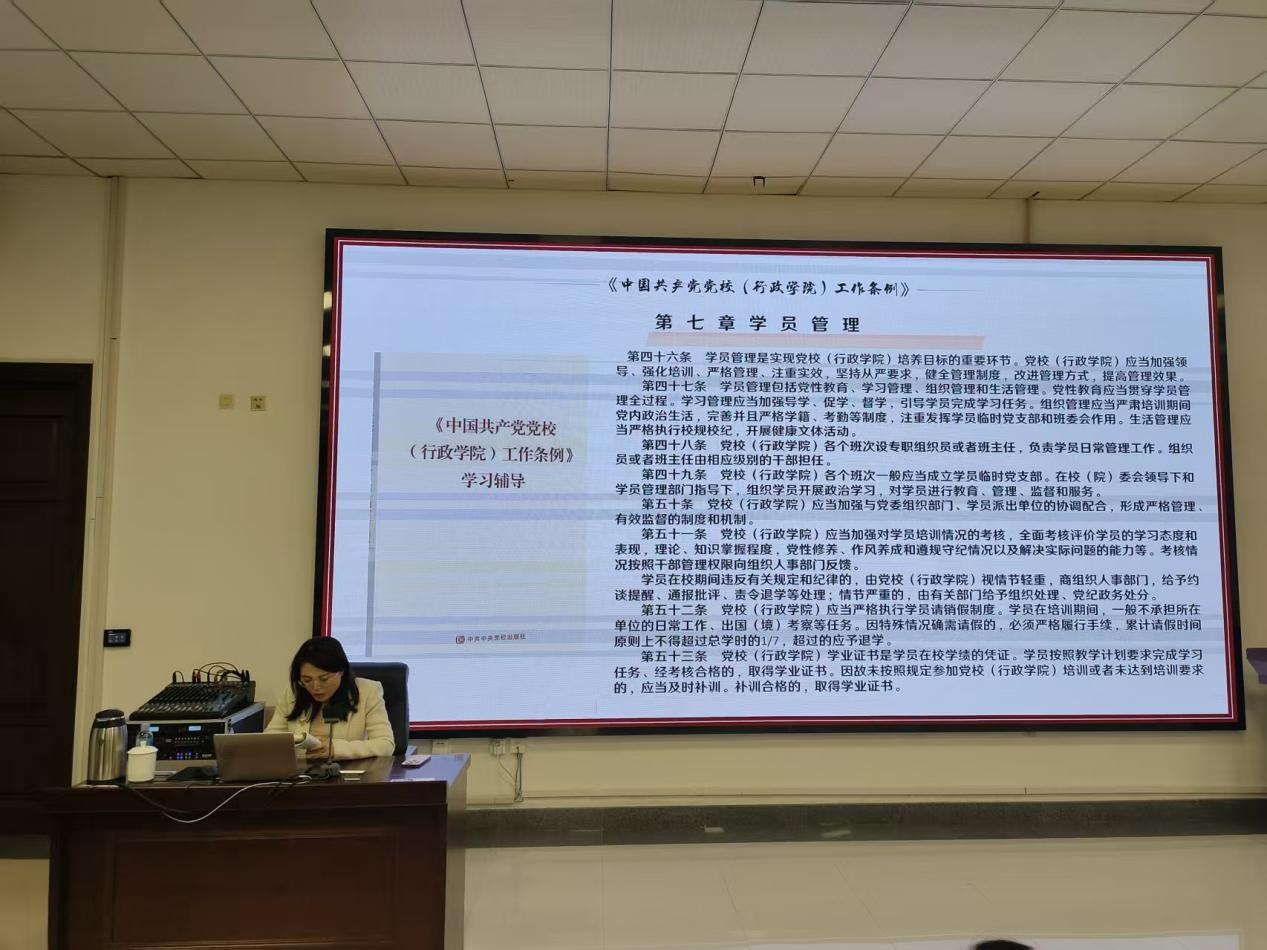 《中国共产党党校（行政学院）工作条例》
第七章学员管理
《中国共产党党校
（行政学院）工作条例》
学习辅导
中共中央党校出版社
第四十六条　学员管理是实现党校（行政学院）培养目标的重要环节。党校（行政学院）应当加强领
导、强化培训、严格管理、注重实效，坚持从严要求，健全管理制度，改进管理方式，提高管理效果。
第四十七条　学员管理包括党性教育、学习管理、组织管理和生活管理。党性教育应当贯穿学员管
理全过程。学习管理应当加强导学、促学、督学，引导学员完成学习任务。组织管理应当严肃培训期间
党内政治生活，完善并且严格学籍、考勤等制度，注重发挥学员临时党支部和班委会作用。生活管理应
当严格执行校规校纪，开展健康文体活动。
第四十八条　党校（行政学院）各个班次设专职组织员或者班主任，负责学员日常管理工作。组织
员或者班主任由相应级别的干部担任。
第四十九条　党校（行政学院）各个班次一般应当成立学员临时党支部。在校（院）委会领导下和
学员管理部门指导下，组织学员开展政治学习，对学员进行教育、管理、监督和服务。
第五十条　党校（行政学院）应当加强与党委组织部门、学员派出单位的协调配合，形成严格管理、
有效监督的制度和机制。
第五十一条　党校（行政学院）应当加强对学员培训情况的考核，全面考核评价学员的学习态度和
表现，理论、知识掌握程度，党性修养、作风养成和遵规守纪情况以及解决实际问题的能力等。考核情
况按照干部管理权限向组织人事部门反馈。
学员在校期间违反有关规定和纪律的，由党校（行政学院）视情节轻重，商组织人事部门，给予约
谈提醒、通报批评、责令退学等处理；情节严重的，由有关部门给予组织处理、党纪政务处分。
第五十二条　党校（行政学院）应当严格执行学员请销假制度。学员在培训期间，一般不承担所在
单位的日常工作、出国（境）考察等任务。因特殊情况确需请假的，必须严格履行手续，累计请假时间
原则上不得超过总学时的1/7，超过的应予退学。
第五十三条　党校（行政学院）学业证书是学员在校学绩的凭证。学员按照教学计划要求完成学习
任务、经考核合格的，取得学业证书。因故未按照规定参加党校（行政学院）培训或者未达到培训要求
的，应当及时补训。补训合格的，取得学业证书。